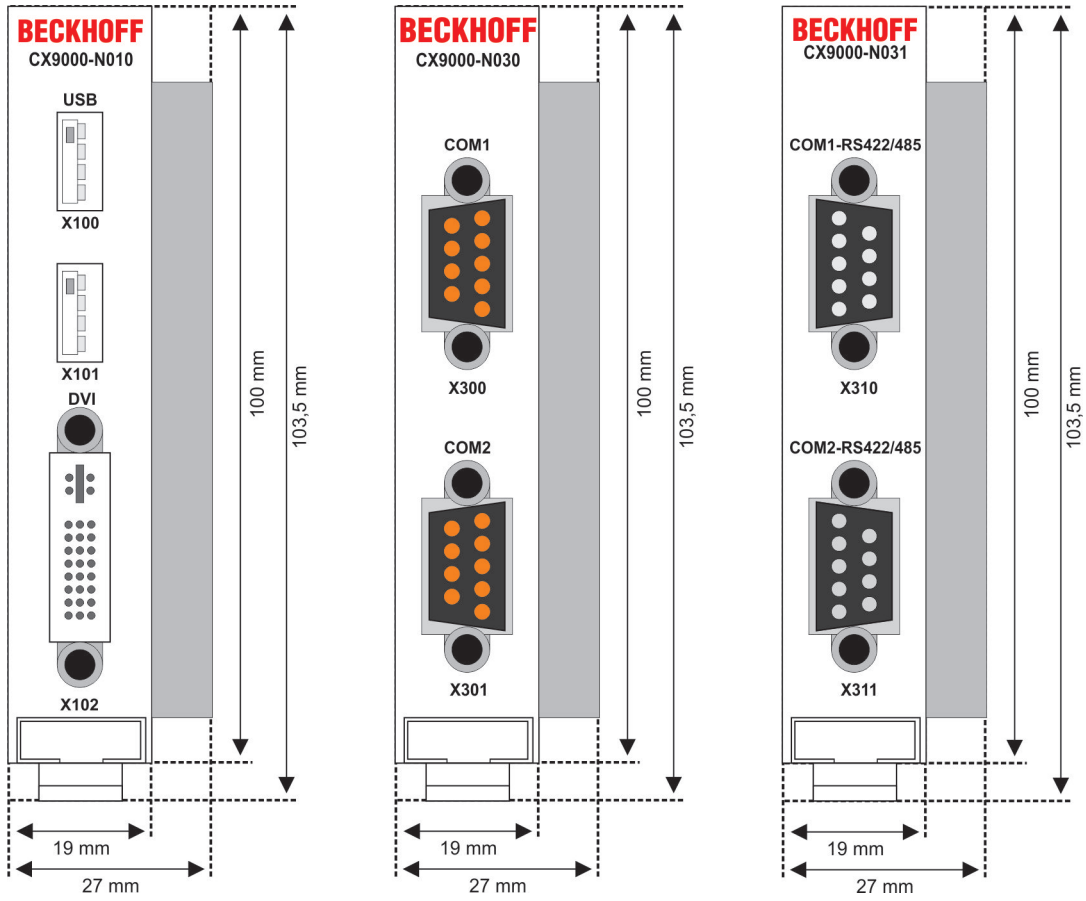 BECKHOFF
CX9000-N010
USB
X100
X101
DVI
X102
100 mm
103,5 mm
19 mm
27 mm
BECKHOFF
CX9000-N030
COM1
X300
COM2
X301
100 mm
103,5 mm
19 mm
27 mm
BECKHOFF
CX9000-N031
COM1-RS422/485
X310
COM2-RS422/485
X311
100 mm
103,5 mm
19 mm
27 mm